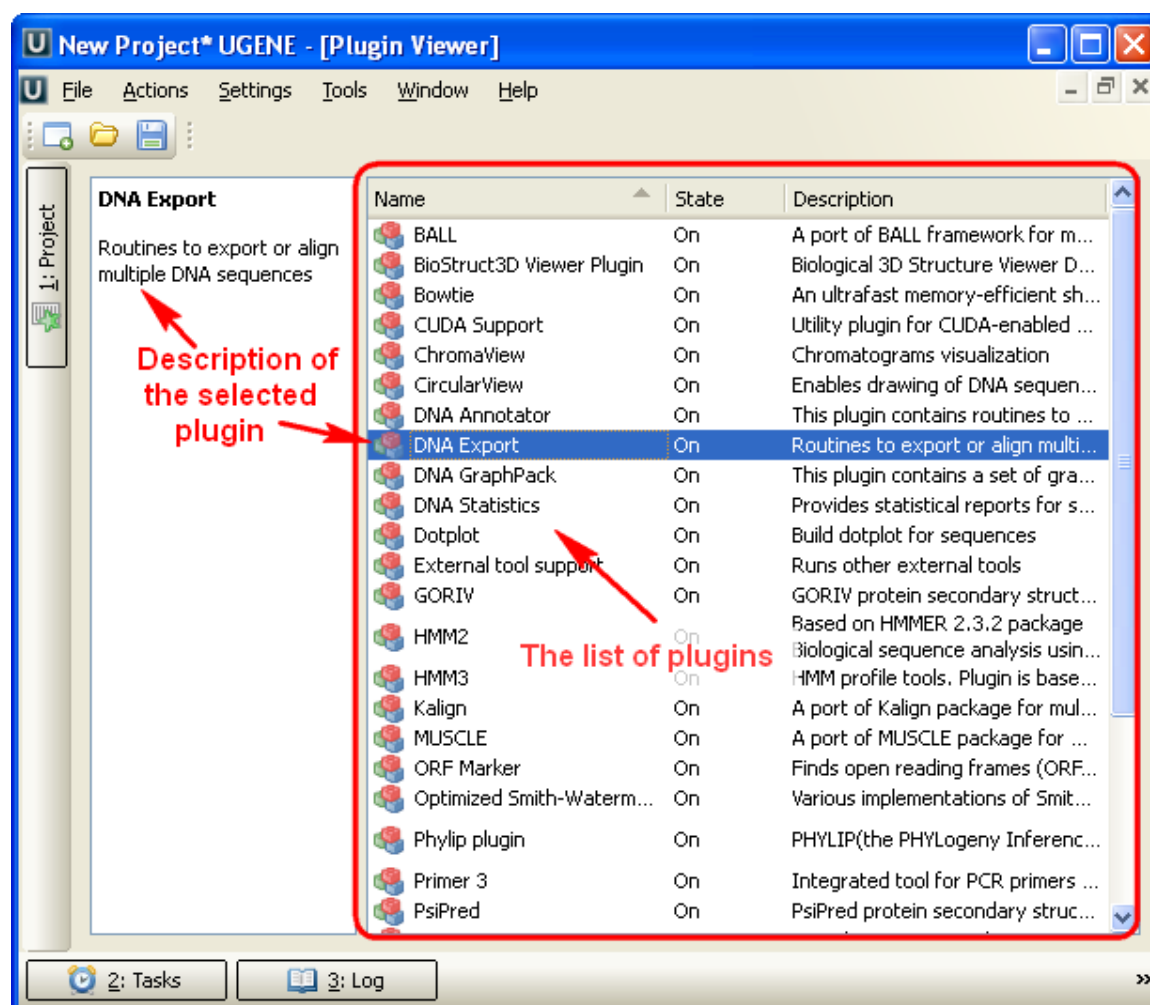 New Project* UGENE - [Plugin Viewer]
File Actions Settings Tools Window Help
1: Project
DNA Export
Routines to export or align
multiple DNA sequences
Description of
the selected
plugin
Name State Description
BALL On A port of BALL framework for m...
BioStruct3D Viewer Plugin On Biological 3D Structure Viewer D...
Bowtie On An ultrafast memory-efficient sh...
CUDA Support On Utility plugin for CUDA-enabled ...
ChromaView On Chromatograms visualization
CircularView On Enables drawing of DNA sequen...
DNA Annotator On This plugin contains routines to ...
DNA Export On Routines to export or align multi...
DNA GraphPack On This plugin contains a set of gra...
DNA Statistics On Provides statistical reports for s...
Dotplot On Build dotplot for sequences
External tool support On Runs other external tools
GORIV On GORIV protein secondary struct...
HMM2 On Based on HMMER 2.3.2 package
Biological sequence analysis usin...
The list of plugins
HMM3 On HMM profile tools. Plugin is base...
Kalign On A port of Kalign package for mul...
MUSCLE On A port of MUSCLE package for ...
ORF Marker On Finds open reading frames (ORF...
Optimized Smith-Waterm... On Various implementations of Smit...
Phylip plugin On PHYLIP(the PHYLogeny Inferenc...
Primer 3 On Integrated tool for PCR primers ...
PsiPred On PsiPred protein secondary struc...
2: Tasks 3: Log